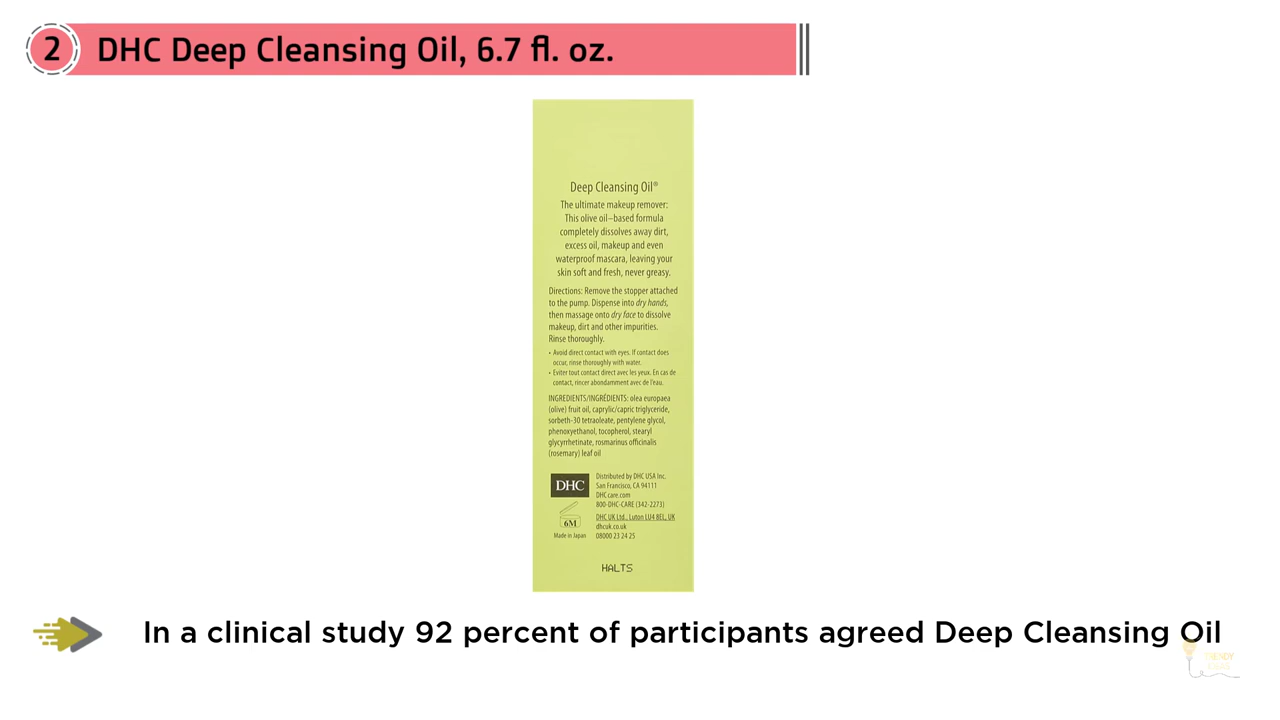 2
DHC Deep Cleansing Oil, 6.7 fl. oz.
Deep Cleansing Oil®
The ultimate makeup remover:
This olive oil–based formula
completely dissolves away dirt,
excess oil, makeup and even
waterproof mascara, leaving your
skin soft and fresh, never greasy.
Directions: Remove the stopper attached
to the pump. Dispense into dry hands,
then massage onto dry face to dissolve
makeup, dirt and other impurities.
Rinse thoroughly.
• Avoid direct contact with eyes. If contact does
occur, rinse thoroughly with water.
• Eviter tout contact direct avec les yeux. En cas de
contact, rincer abondamment avec de l'eau.
INGREDIENTS/INGRÉDIENTS: olea europaea
(olive) fruit oil, caprylic/capric triglyceride,
sorbeth-30 tetraoleate, pentylene glycol,
phenoxyethanol, tocopherol, stearyl
glycyrrhetinate, rosmarinus officinalis
(rosemary) leaf oil
DHC
Distributed by DHC USA Inc.
San Francisco, CA 94111
DHCcare.com
800-DHC-CARE (342-2273)
DHC UK Ltd., Luton LU4 8EL, UK
dhcuk.co.uk
08000 23 24 25
6M
Made in Japan
HALTS
In a clinical study 92 percent of participants agreed Deep Cleansing Oil
TRENDY
IDEAS